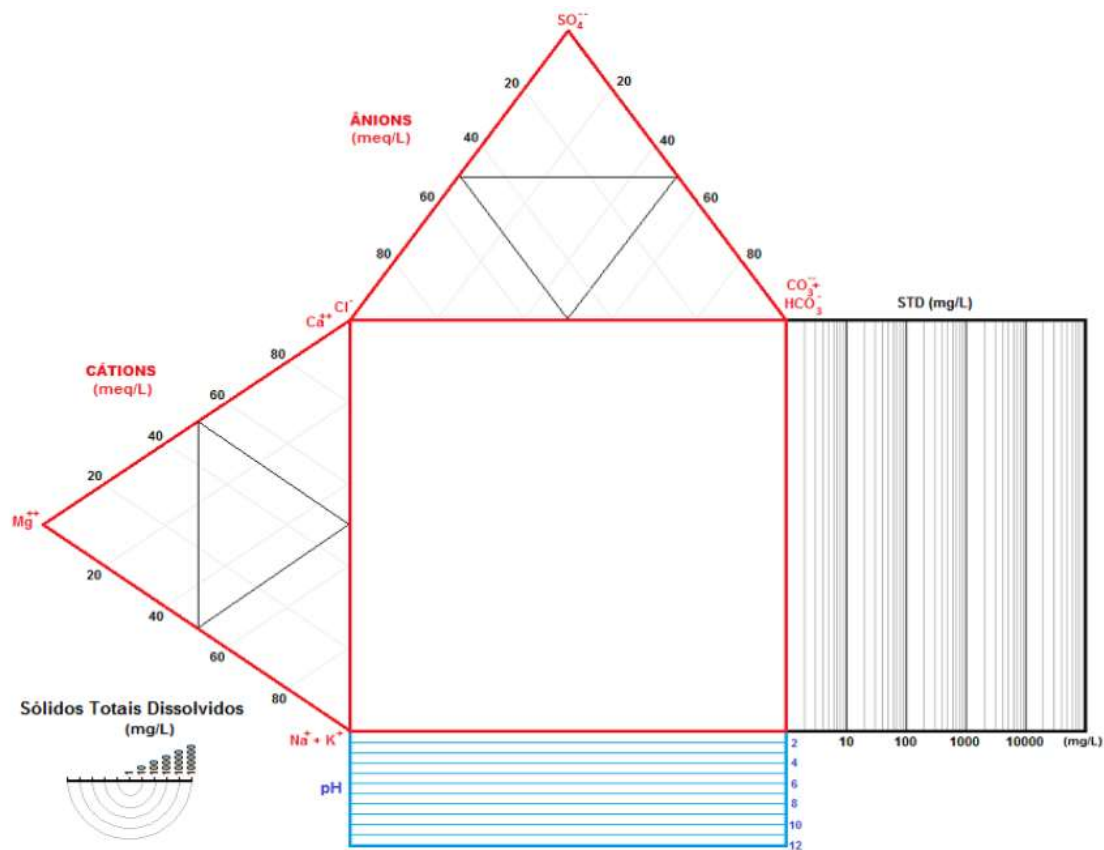 SO₄⁻⁻
20
20
ÂNIONS
(meq/L)
40
40
60
60
80
80
Cl⁻
CO₃⁻⁻+
HCO₃⁻
Ca⁺⁺
STD (mg/L)
80
CÁTIONS
(meq/L)
60
40
20
Mg⁺⁺
20
40
60
80
Sólidos Totais Dissolvidos
(mg/L)
1
10
100
1000
10000
100000
Na⁺ + K⁺
10
100
1000
10000
(mg/L)
pH
2
4
6
8
10
12